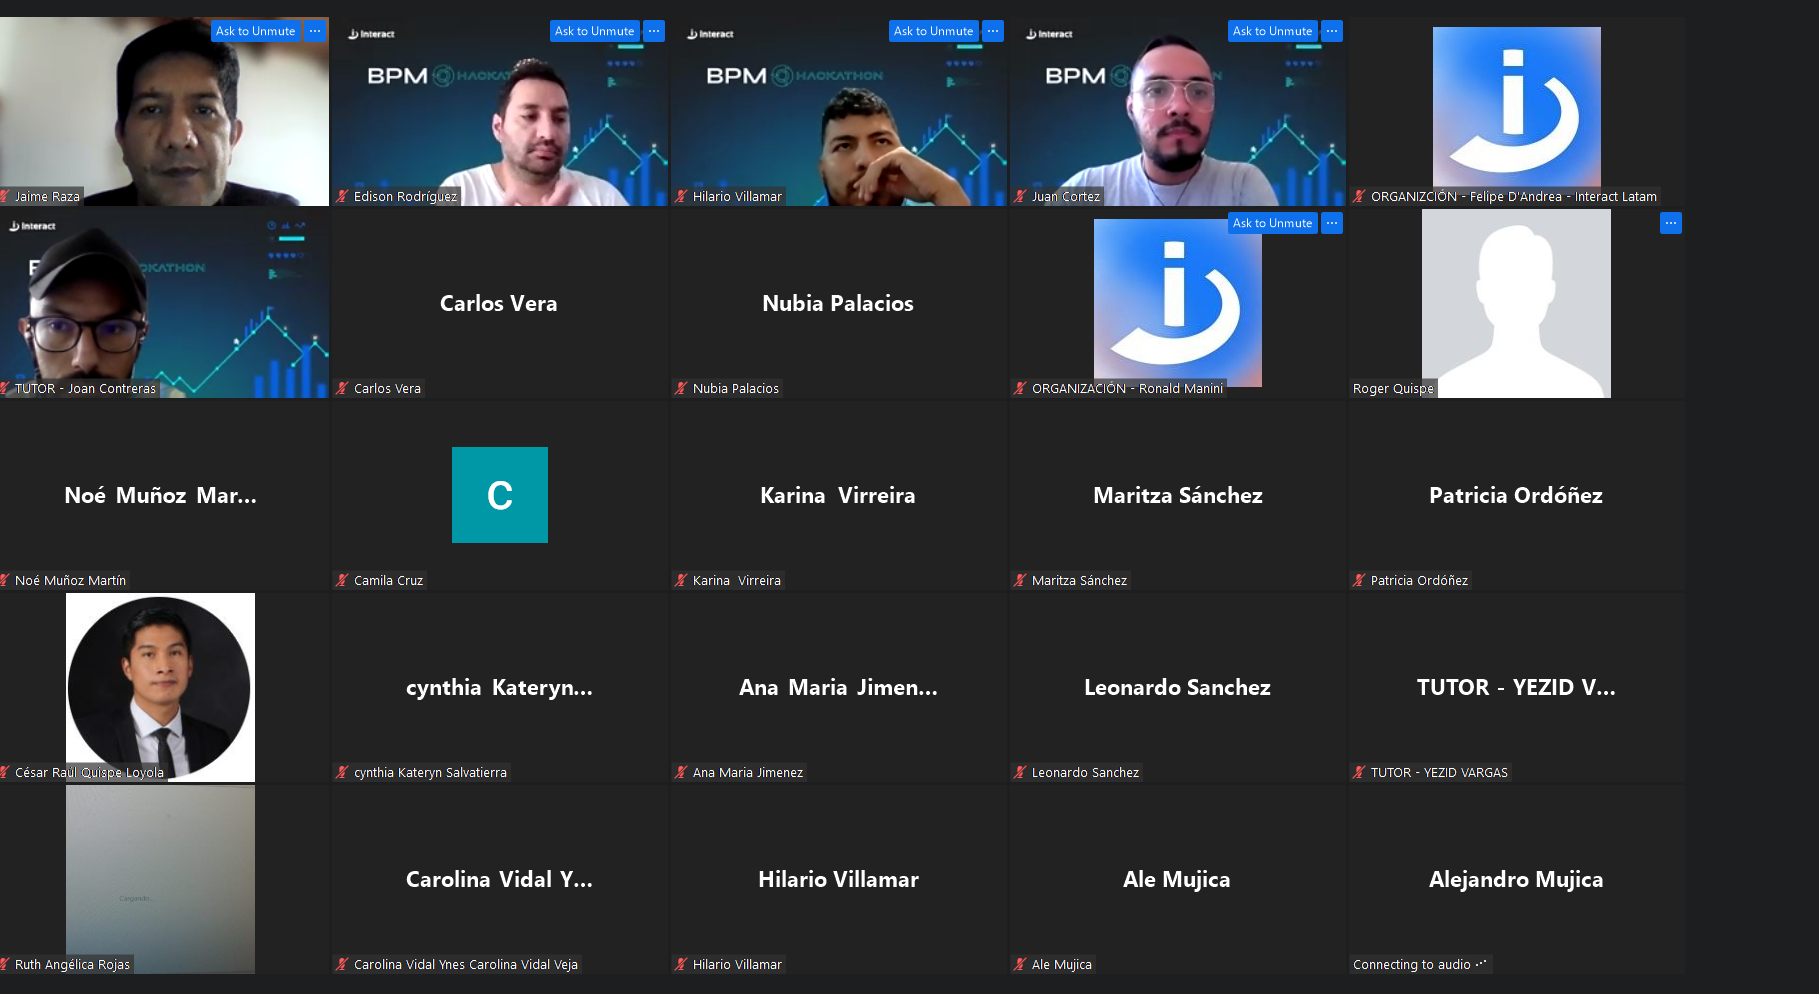 Ask to Unmute
Jaime Raza
Interact
BPM HACKATHON
Ask to Unmute
Edison Rodríguez
Interact
BPM HACKATHON
Ask to Unmute
Hilario Villamar
Interact
BPM
Ask to Unmute
Juan Cortez
ORGANIZCIÓN - Felipe D'Andrea - Interact Latam
Interact
TUTOR - Joan Contreras
Carlos Vera
Carlos Vera
Nubia Palacios
Nubia Palacios
Ask to Unmute
ORGANIZACIÓN - Ronald Manini
Roger Quispe
Noé Muñoz Mar...
Noé Muñoz Martín
C
Camila Cruz
Karina Virreira
Karina Virreira
Maritza Sánchez
Maritza Sánchez
Patricia Ordóñez
Patricia Ordóñez
César Raúl Quispe Loyola
cynthia Kateryn...
cynthia Kateryn Salvatierra
Ana Maria Jimen...
Ana Maria Jimenez
Leonardo Sanchez
Leonardo Sanchez
TUTOR - YEZID V...
TUTOR - YEZID VARGAS
Cargando...
Ruth Angélica Rojas
Carolina Vidal Y...
Carolina Vidal Ynes Carolina Vidal Veja
Hilario Villamar
Hilario Villamar
Ale Mujica
Ale Mujica
Alejandro Mujica
Connecting to audio